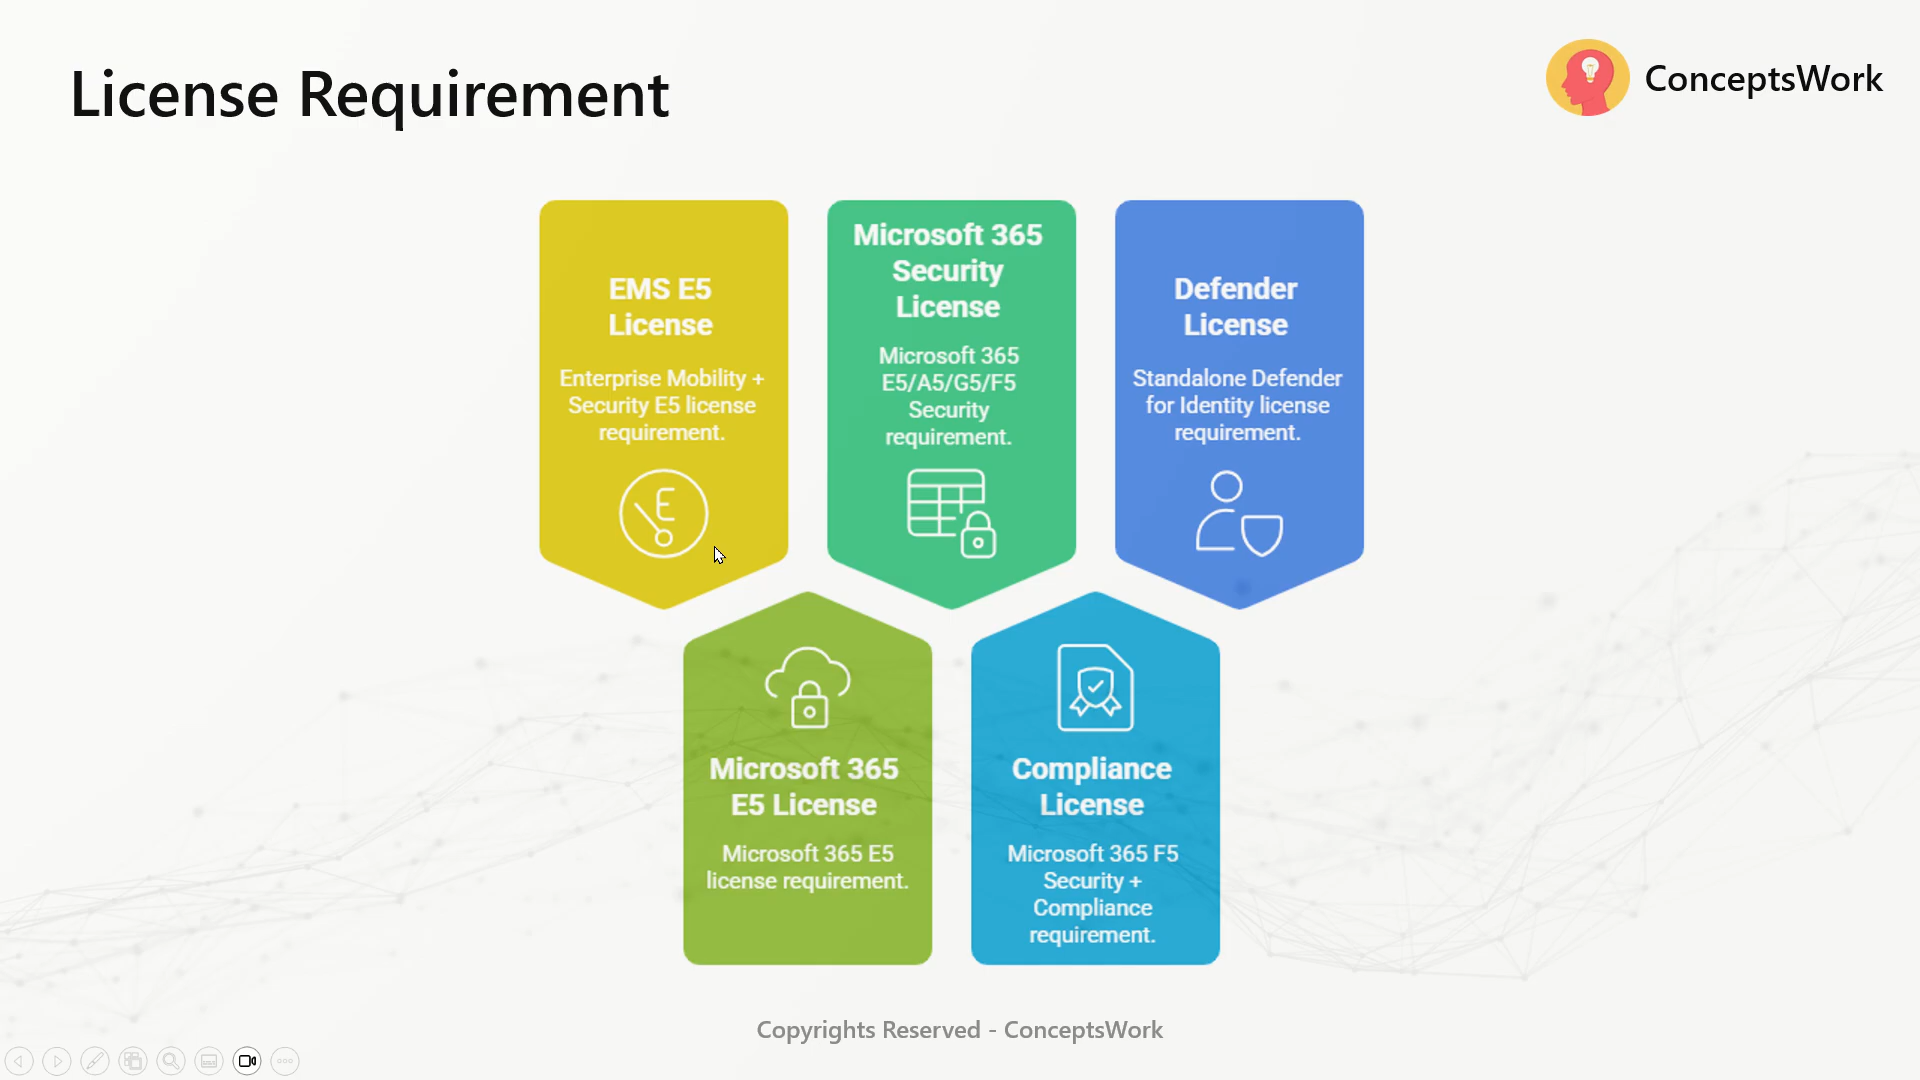 License Requirement
ConceptsWork
EMS E5
License
Enterprise Mobility +
Security E5 license
requirement.
Microsoft 365
Security
License
Microsoft 365
E5/A5/G5/F5
Security
requirement.
Defender
License
Standalone Defender
for Identity license
requirement.
Microsoft 365
E5 License
Microsoft 365 E5
license requirement.
Compliance
License
Microsoft 365 F5
Security +
Compliance
requirement.
Copyrights Reserved - ConceptsWork